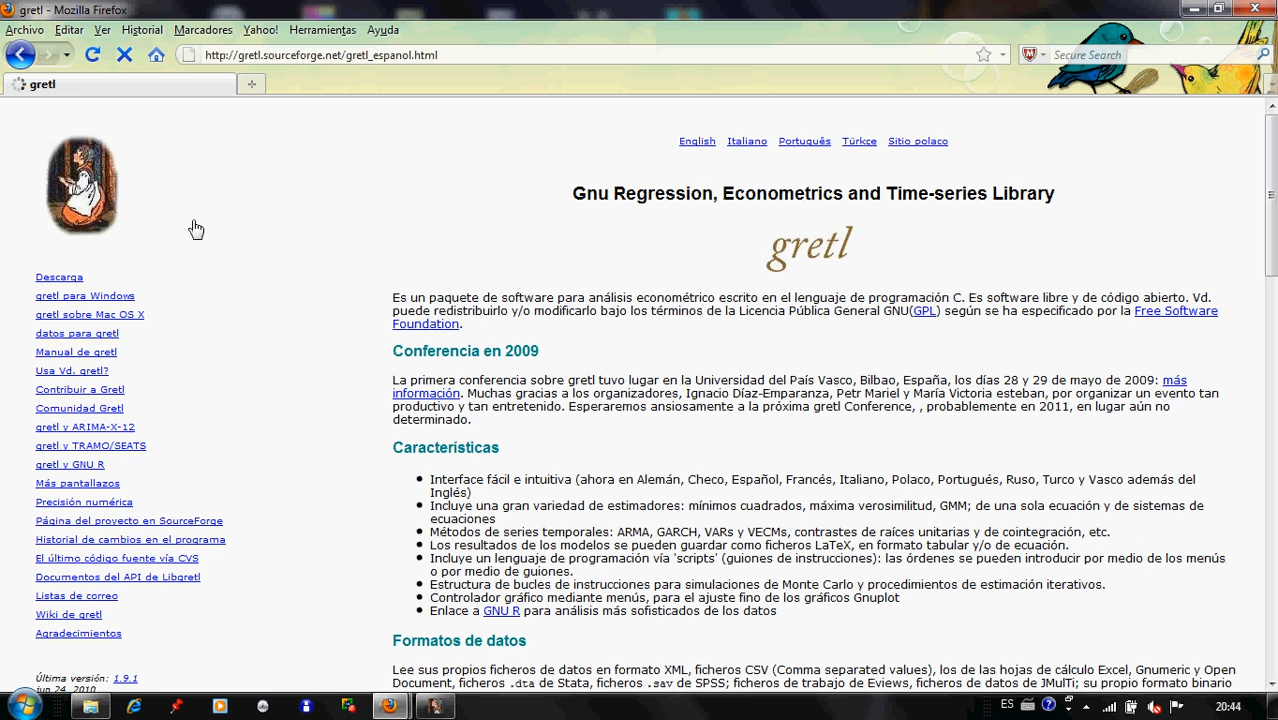 gretl - Mozilla Firefox
Archivo Editar Ver Historial Marcadores Yahoo! Herramientas Ayuda
http://gretl.sourceforge.net/gretl_espanol.html
Secure Search
gretl
English Italiano Português Türkçe Sitio polaco
Gnu Regression, Econometrics and Time-series Library
gretl
Descarga
gretl para Windows
gretl sobre Mac OS X
datos para gretl
Manual de gretl
Usa Vd. gretl?
Contribuir a Gretl
Comunidad Gretl
gretl y ARIMA-X-12
gretl y TRAMO/SEATS
gretl y GNU R
Más pantallazos
Precisión numérica
Página del proyecto en SourceForge
Historial de cambios en el programa
El último código fuente vía CVS
Documentos del API de Libgretl
Listas de correo
Wiki de gretl
Agradecimientos
Última versión: 1.9.1
jun 24, 2010
Es un paquete de software para análisis econométrico escrito en el lenguaje de programación C. Es software libre y de código abierto. Vd.
puede redistribuirlo y/o modificarlo bajo los términos de la Licencia Pública General GNU(GPL) según se ha especificado por la Free Software
Foundation.
Conferencia en 2009
La primera conferencia sobre gretl tuvo lugar en la Universidad del País Vasco, Bilbao, España, los días 28 y 29 de mayo de 2009: más
información. Muchas gracias a los organizadores, Ignacio Díaz-Emparanza, Petr Mariel y María Victoria esteban, por organizar un evento tan
productivo y tan entretenido. Esperaremos ansiosamente a la próxima gretl Conference, , probablemente en 2011, en lugar aún no
determinado.
Características
Interface fácil e intuitiva (ahora en Alemán, Checo, Español, Francés, Italiano, Polaco, Portugués, Ruso, Turco y Vasco además del
Inglés)
Incluye una gran variedad de estimadores: mínimos cuadrados, máxima verosimilitud, GMM; de una sola ecuación y de sistemas de
ecuaciones
Métodos de series temporales: ARMA, GARCH, VARs y VECMs, contrastes de raíces unitarias y de cointegración, etc.
Los resultados de los modelos se pueden guardar como ficheros LaTeX, en formato tabular y/o de ecuación.
Incluye un lenguaje de programación vía 'scripts' (guiones de instrucciones): las órdenes se pueden introducir por medio de los menús
o por medio de guiones.
Estructura de bucles de instrucciones para simulaciones de Monte Carlo y procedimientos de estimación iterativos.
Controlador gráfico mediante menús, para el ajuste fino de los gráficos Gnuplot
Enlace a GNU R para análisis más sofisticados de los datos
Formatos de datos
Lee sus propios ficheros de datos en formato XML, ficheros CSV (Comma separated values), los de las hojas de cálculo Excel, Gnumeric y Open
Document, ficheros .dta de Stata, ficheros .sav de SPSS; ficheros de trabajo de Eviews, ficheros de datos de JMulTi; su propio formato binario
ES 20:44